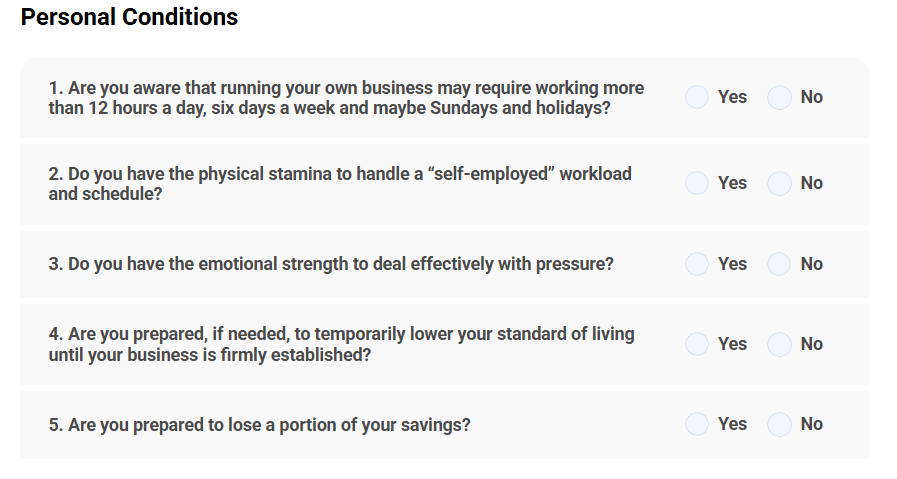 Personal Conditions
1. Are you aware that running your own business may require working more
than 12 hours a day, six days a week and maybe Sundays and holidays?
Yes No
2. Do you have the physical stamina to handle a “self-employed” workload
and schedule?
Yes No
3. Do you have the emotional strength to deal effectively with pressure?
Yes No
4. Are you prepared, if needed, to temporarily lower your standard of living
until your business is firmly established?
Yes No
5. Are you prepared to lose a portion of your savings?
Yes No